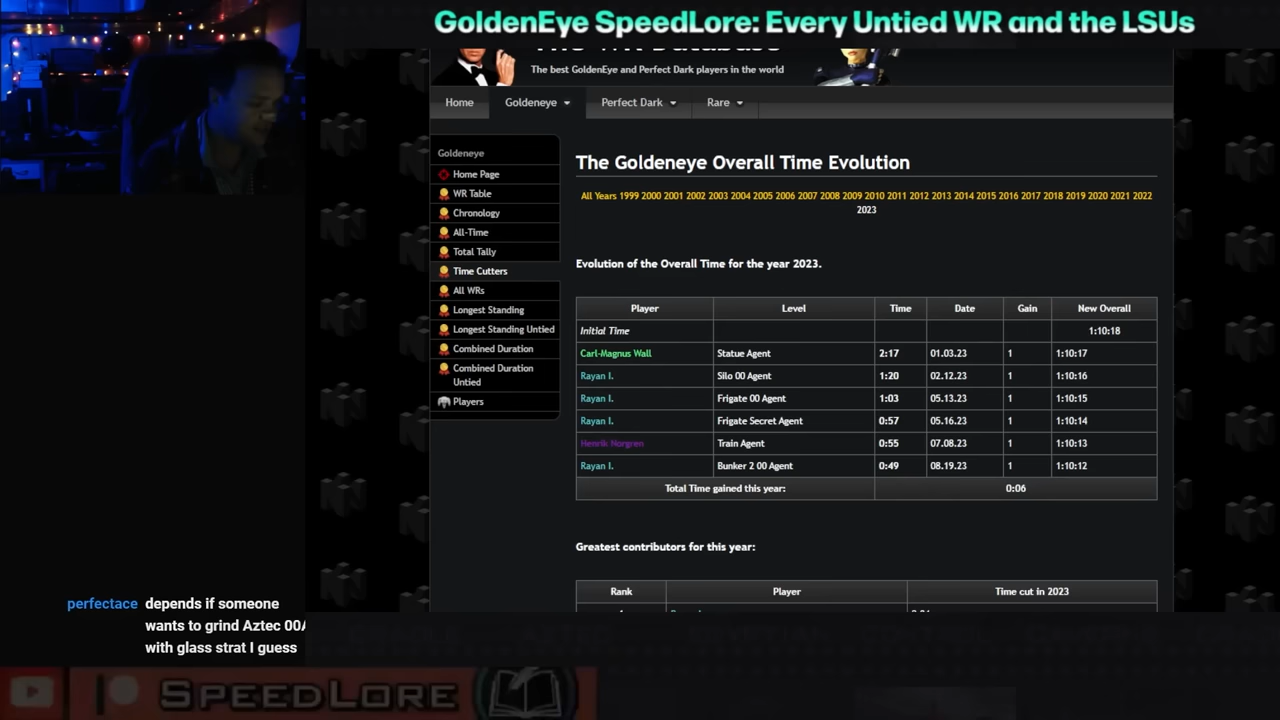 GoldenEye SpeedLore: Every Untied WR and the LSUs
The WR Database
The best GoldenEye and Perfect Dark players in the world
Home Goldeneye Perfect Dark Rare
Goldeneye
Home Page
WR Table
Chronology
All-Time
Total Tally
Time Cutters
All WRs
Longest Standing
Longest Standing Untied
Combined Duration
Combined Duration
Untied
Players
The Goldeneye Overall Time Evolution
All Years 1999 2000 2001 2002 2003 2004 2005 2006 2007 2008 2009 2010 2011 2012 2013 2014 2015 2016 2017 2018 2019 2020 2021 2022
2023
Evolution of the Overall Time for the year 2023.
Player Level Time Date Gain New Overall
Initial Time 1:10:18
Carl-Magnus Wall Statue Agent 2:17 01.03.23 1 1:10:17
Rayan I. Silo 00 Agent 1:20 02.12.23 1 1:10:16
Rayan I. Frigate 00 Agent 1:03 05.13.23 1 1:10:15
Rayan I. Frigate Secret Agent 0:57 05.16.23 1 1:10:14
Henrik Norgren Train Agent 0:55 07.08.23 1 1:10:13
Rayan I. Bunker 2 00 Agent 0:49 08.19.23 1 1:10:12
Total Time gained this year: 0:06
Greatest contributors for this year:
Rank Player Time cut in 2023
perfectace depends if someone
wants to grind Aztec 00A
with glass strat I guess
SPEEDLORE